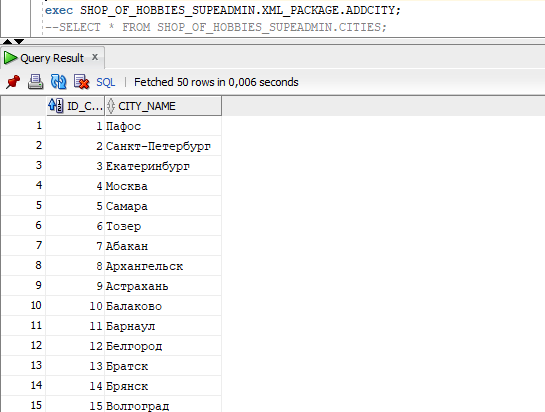 exec SHOP_OF_HOBBIES_SUPEADMIN.XML_PACKAGE.ADDCITY;
--SELECT * FROM SHOP_OF_HOBBIES_SUPEADMIN.CITIES;
Query Result x
SQL | Fetched 50 rows in 0,006 seconds
ID_C... CITY_NAME
1 1 Пафос
2 2 Санкт-Петербург
3 3 Екатеринбург
4 4 Москва
5 5 Самара
6 6 Тозер
7 7 Абакан
8 8 Архангельск
9 9 Астрахань
10 10 Балаково
11 11 Барнаул
12 12 Белгород
13 13 Братск
14 14 Брянск
15 15 Волгоград